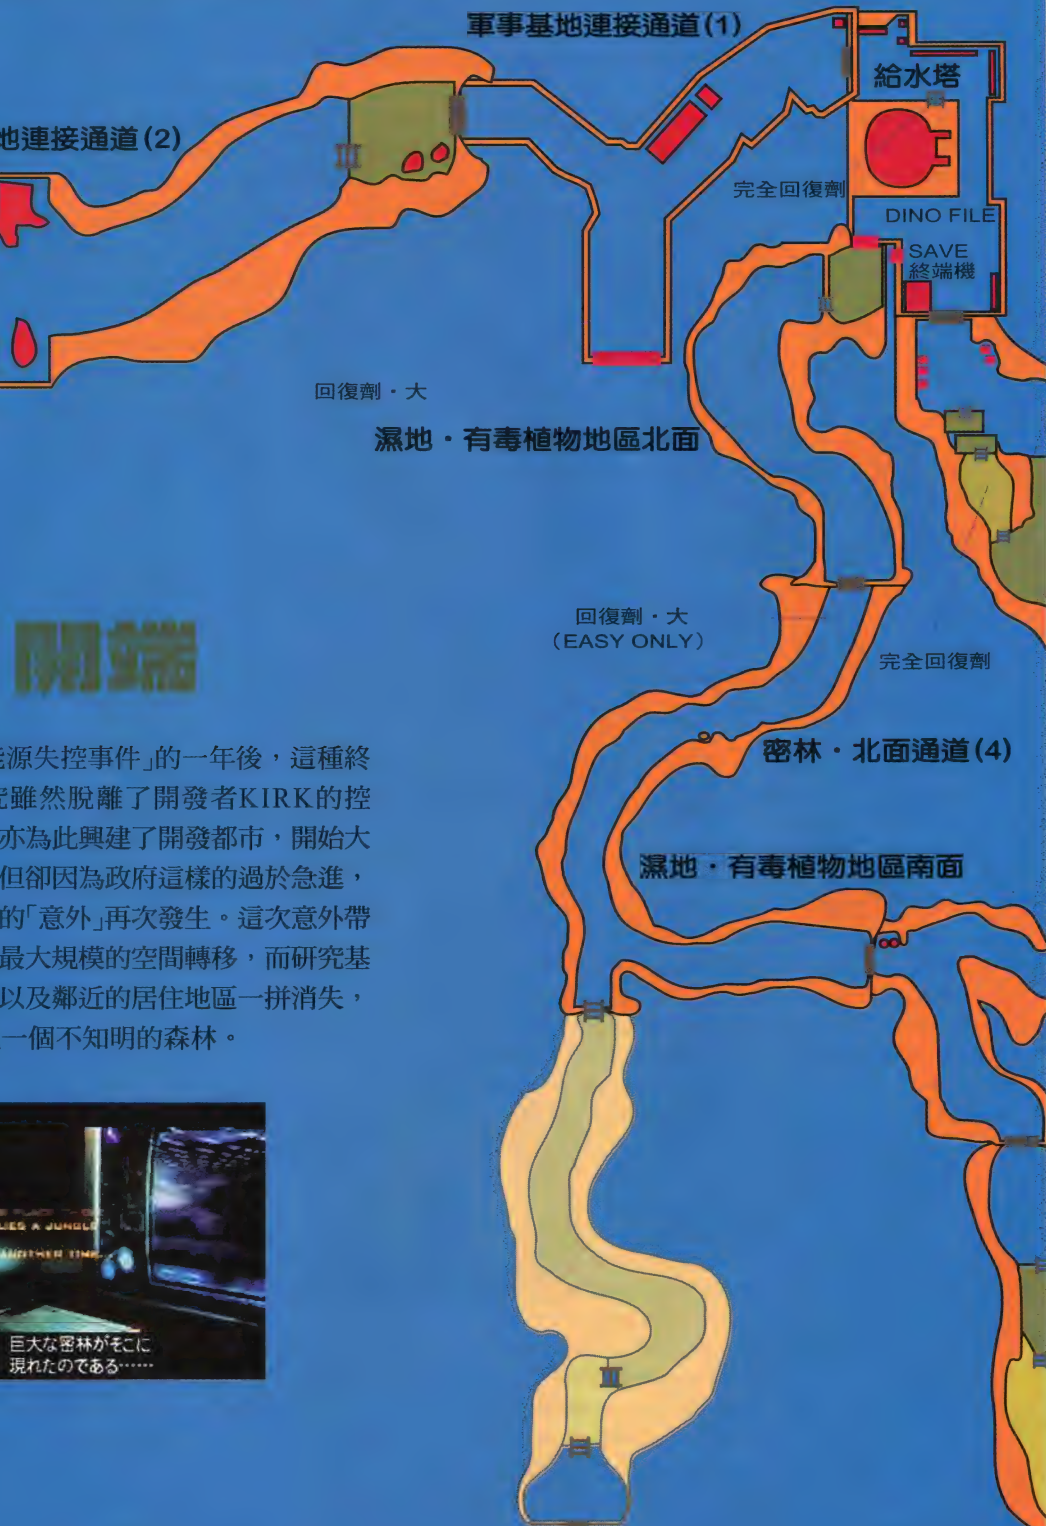 軍事基地連接通道(1)
給水塔
地連接通道(2)
完全回復劑
DINO FILE
SAVE
終端機
回復劑・大
濕地・有毒植物地區北面
回復劑・大
(EASY ONLY)
完全回復劑
開端
能源失控事件」的一年後，這種終
究雖然脫離了開發者KIRK的控
亦為此興建了開發都市，開始大
但卻因為政府這樣的過於急進，
的「意外」再次發生。這次意外帶
最大規模的空間轉移，而研究基
以及鄰近的居住地區一拼消失，
一個不知明的森林。
密林・北面通道(4)
濕地・有毒植物地區南面
LIES A JUNGLE
ANOTHER TIME
巨大な密林がそこに
現れたのである……